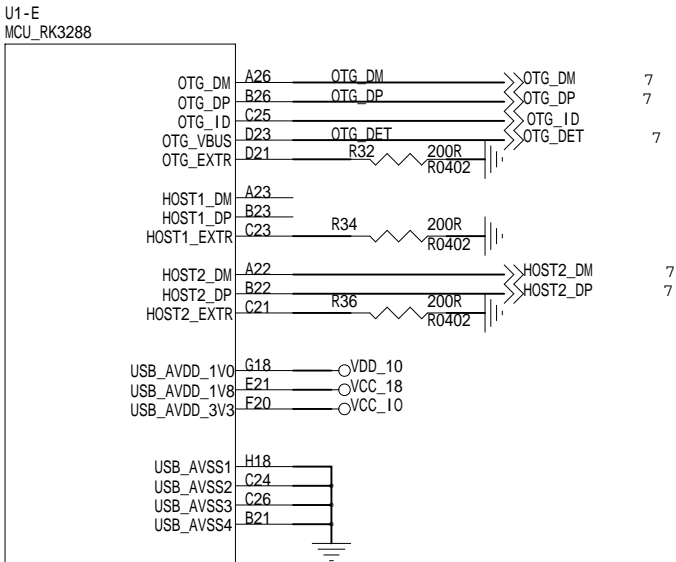 U1-E
MCU_RK3288
OTG_DM A26 OTG_DM OTG_DM 7
OTG_DP B26 OTG_DP OTG_DP 7
OTG_ID C25 OTG_ID
OTG_VBUS D23 OTG_DET OTG_DET 7
OTG_EXTR D21 R32 200R
R0402
HOST1_DM A23
HOST1_DP B23
HOST1_EXTR C23 R34 200R
R0402
HOST2_DM A22 HOST2_DM 7
HOST2_DP B22 HOST2_DP 7
HOST2_EXTR C21 R36 200R
R0402
USB_AVDD_1V0 G18 VDD_10
USB_AVDD_1V8 E21 VCC_18
USB_AVDD_3V3 F20 VCC_IO
USB_AVSS1 H18
USB_AVSS2 C24
USB_AVSS3 C26
USB_AVSS4 B21